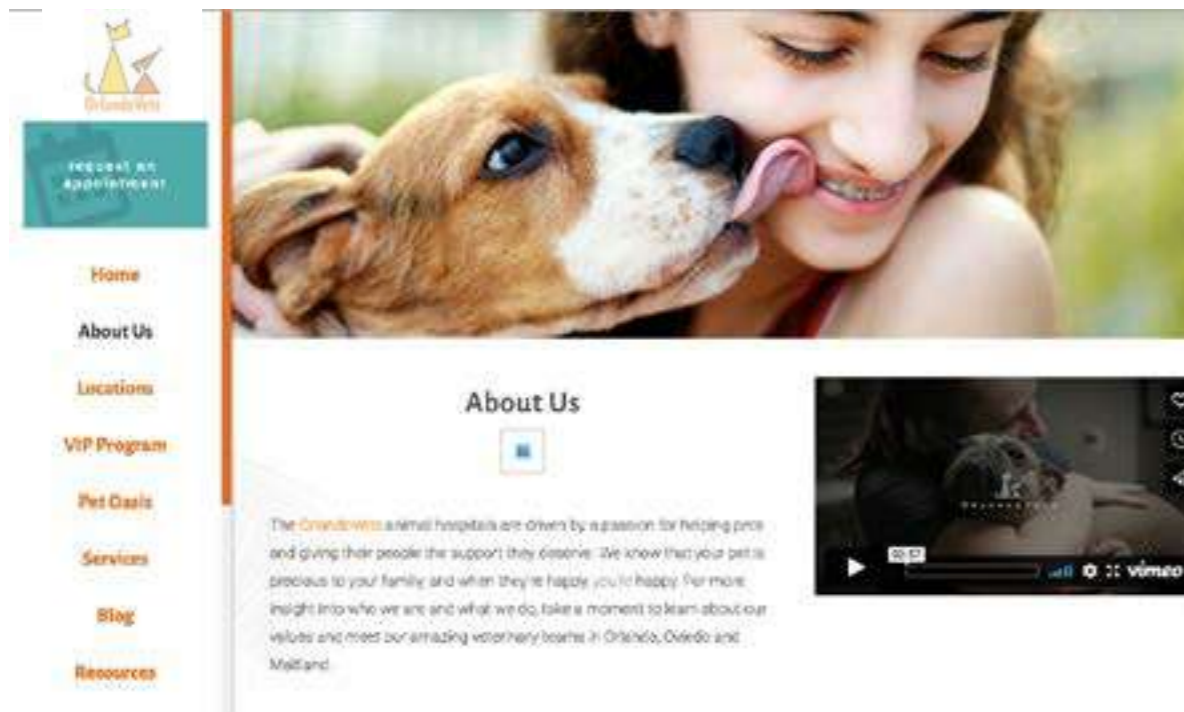 OrlandoVets
request an
appointment
Home
About Us
Locations
VIP Program
Pet Oasis
Services
Blog
Resources
About Us
The OrlandoVets animal hospitals are driven by a passion for helping pets
and giving their people the support they deserve. We know that your pet is
precious to your family, and when they're happy, you're happy. For more
insight into who we are and what we do, take a moment to learn about our
values and meet our amazing veterinary teams in Orlando, Oviedo and
Maitland.
vimeo